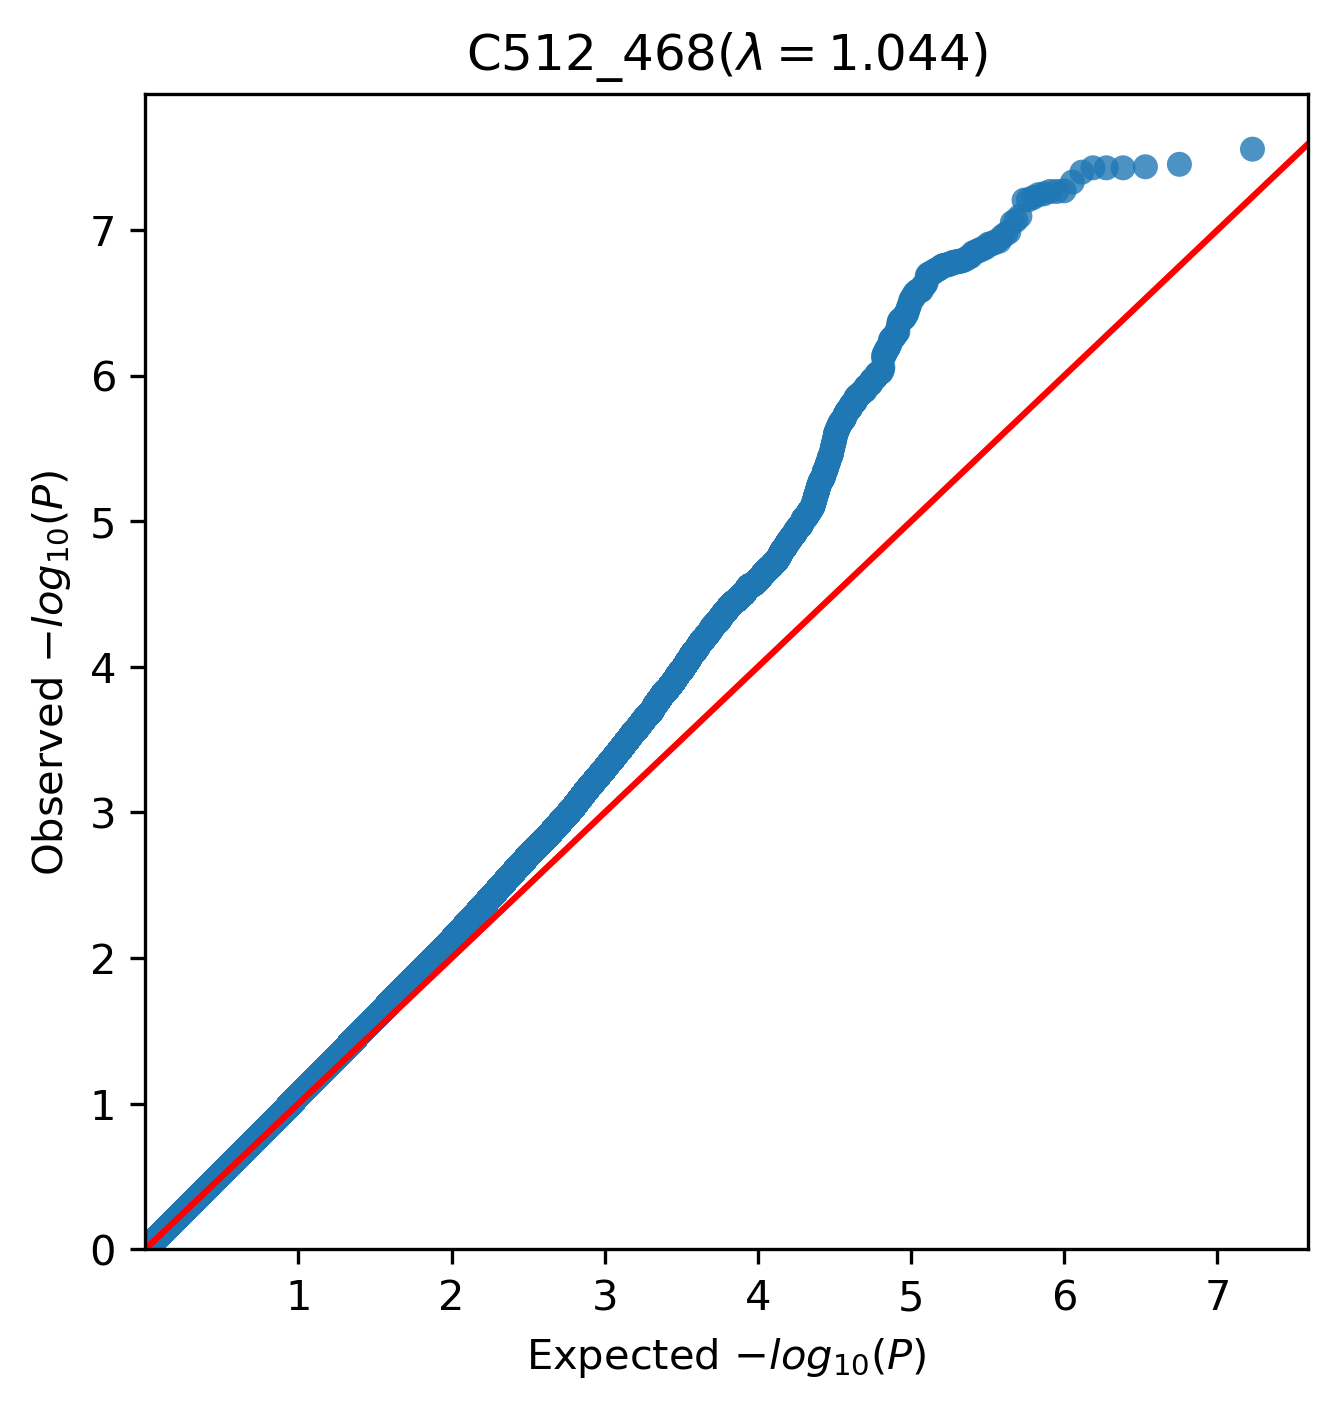 C512_468(λ = 1.044)
7
6
5
4
3
2
1
0
Observed −log10(P)
1 2 3 4 5 6 7
Expected −log10(P)